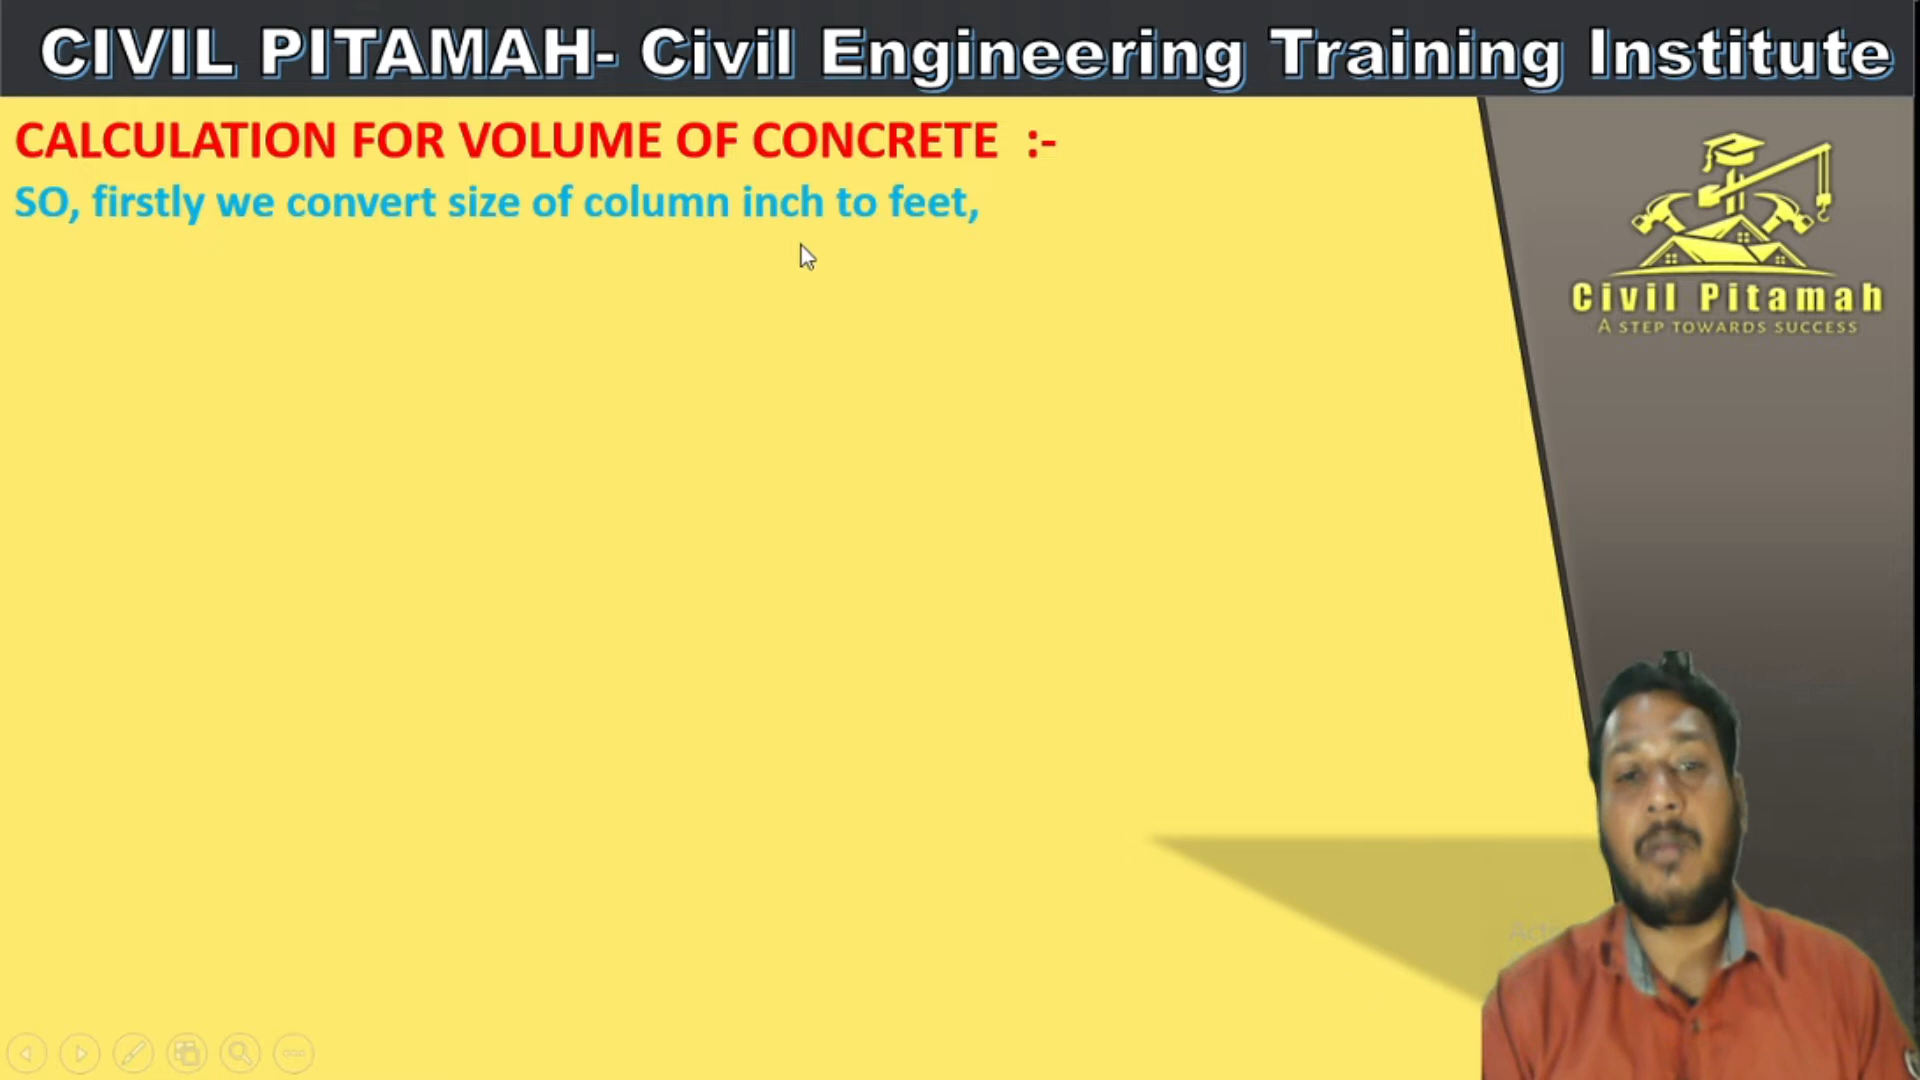 CIVIL PITAMAH- Civil Engineering Training Institute
CALCULATION FOR VOLUME OF CONCRETE :-
SO, firstly we convert size of column inch to feet,
Civil Pitamah
A STEP TOWARDS SUCCESS